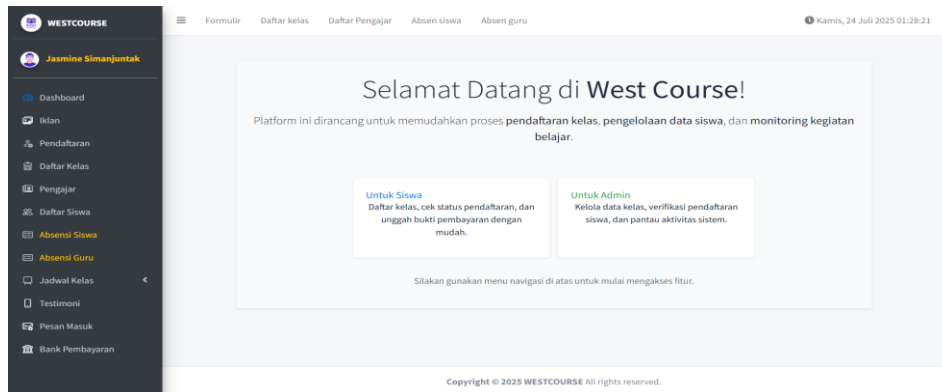 WESTCOURSE
Formulir Daftar kelas Daftar Pengajar Absen siswa Absen guru
Kamis, 24 Juli 2025 01:28:21
Jasmine Simanjuntak
Dashboard
Iklan
Pendaftaran
Daftar Kelas
Pengajar
Daftar Siswa
Absensi Siswa
Absensi Guru
Jadwal Kelas
Testimoni
Pesan Masuk
Bank Pembayaran
Selamat Datang di West Course!
Platform ini dirancang untuk memudahkan proses pendaftaran kelas, pengelolaan data siswa, dan monitoring kegiatan
belajar.
Untuk Siswa
Daftar kelas, cek status pendaftaran, dan
unggah bukti pembayaran dengan
mudah.
Untuk Admin
Kelola data kelas, verifikasi pendaftaran
siswa, dan pantau aktivitas sistem.
Silakan gunakan menu navigasi di atas untuk mulai mengakses fitur.
Copyright © 2025 WESTCOURSE All rights reserved.